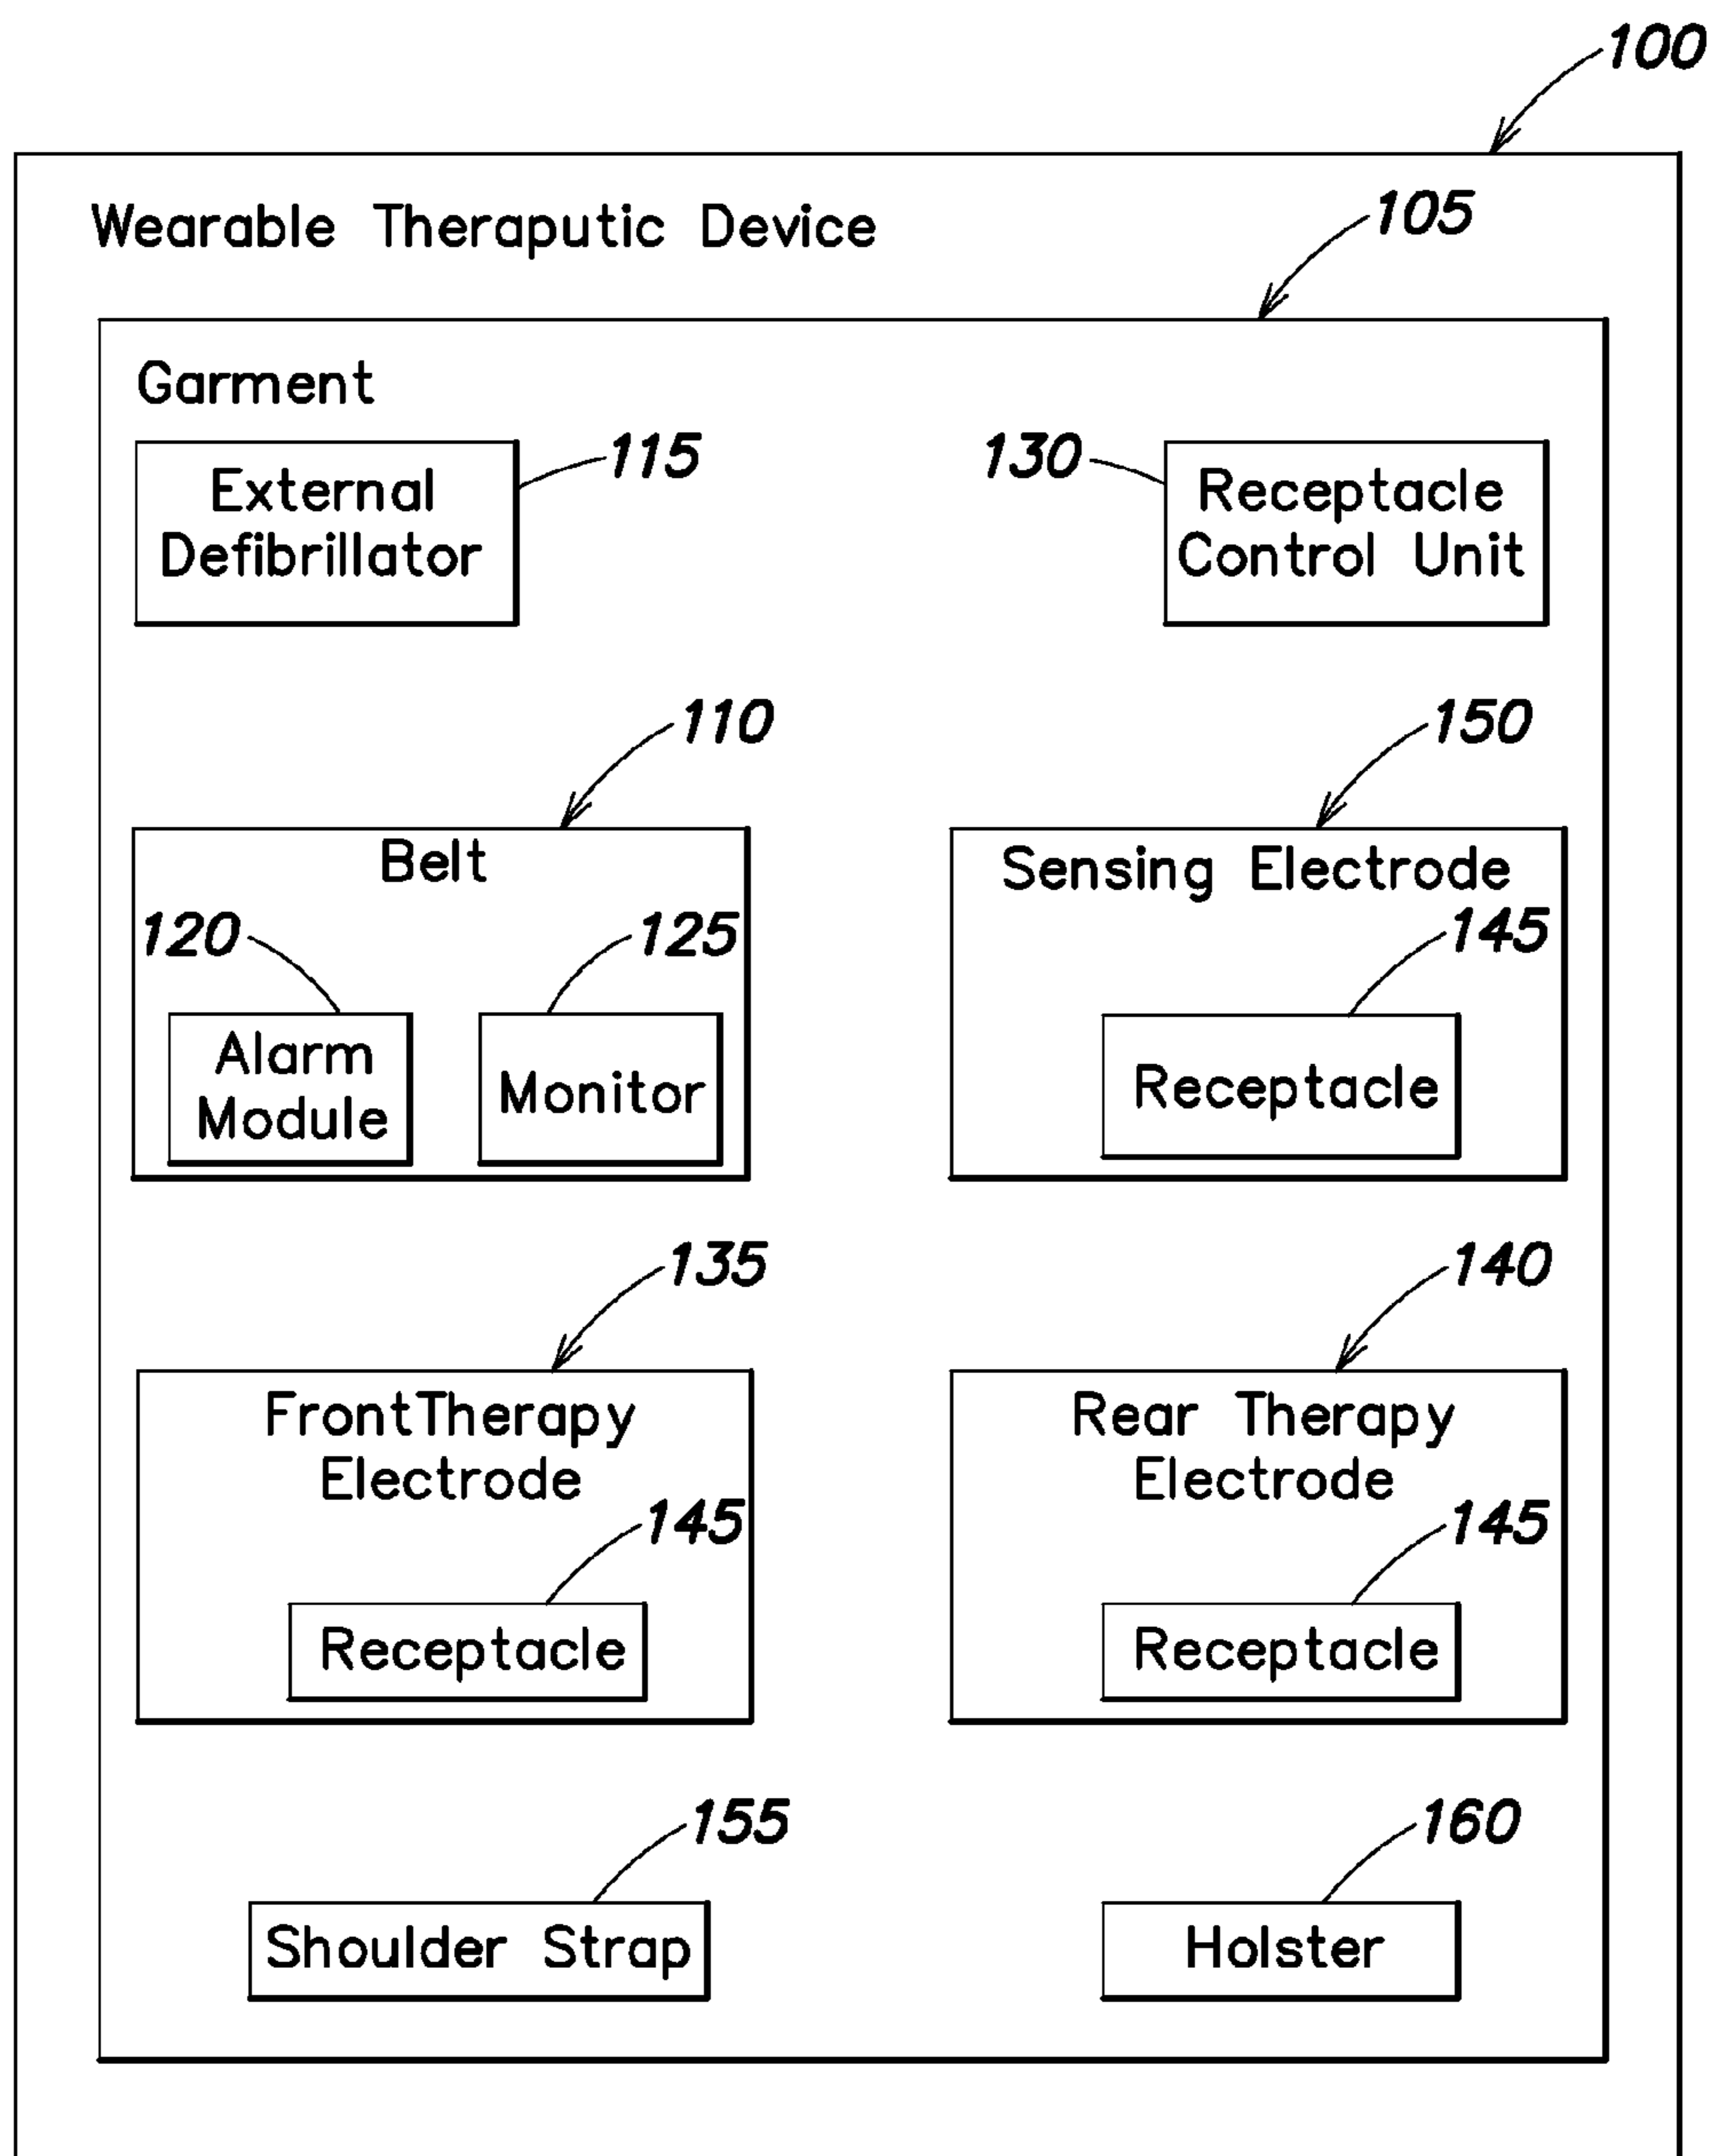 100
Wearable Theraputic Device
105
Garment
115
External
Defibrillator
130
Receptacle
Control Unit
110
Belt
120
125
Alarm
Module
Monitor
150
Sensing Electrode
145
Receptacle
135
FrontTherapy
Electrode
145
Receptacle
140
Rear Therapy
Electrode
145
Receptacle
155
Shoulder Strap
160
Holster